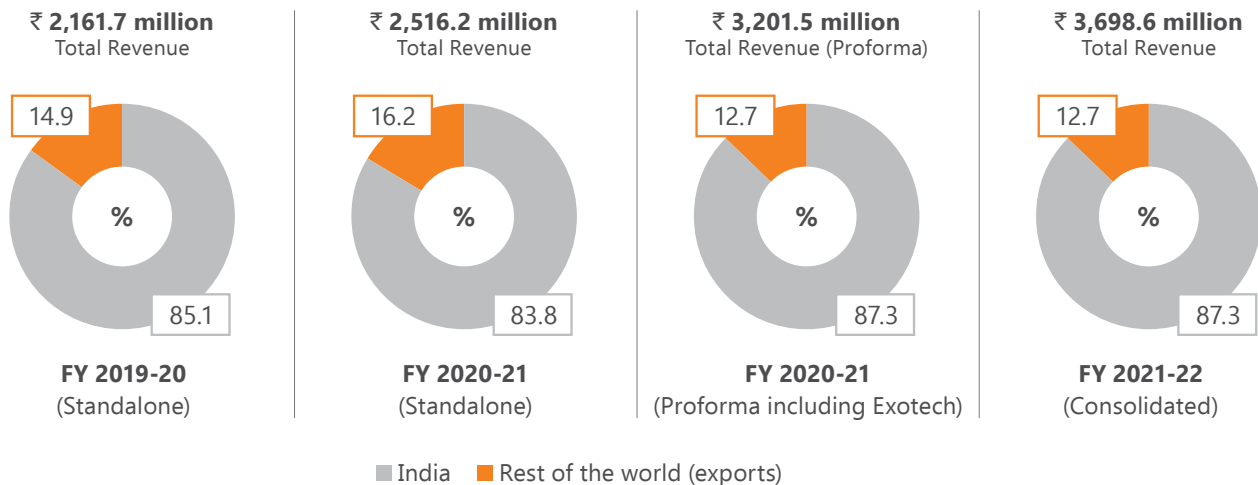 ₹ 2,161.7 million
Total Revenue
14.9
%
85.1
FY 2019-20
(Standalone)
₹ 2,516.2 million
Total Revenue
16.2
%
83.8
FY 2020-21
(Standalone)
₹ 3,201.5 million
Total Revenue (Proforma)
12.7
%
87.3
FY 2020-21
(Proforma including Exotech)
₹ 3,698.6 million
Total Revenue
12.7
%
87.3
FY 2021-22
(Consolidated)
India
Rest of the world (exports)